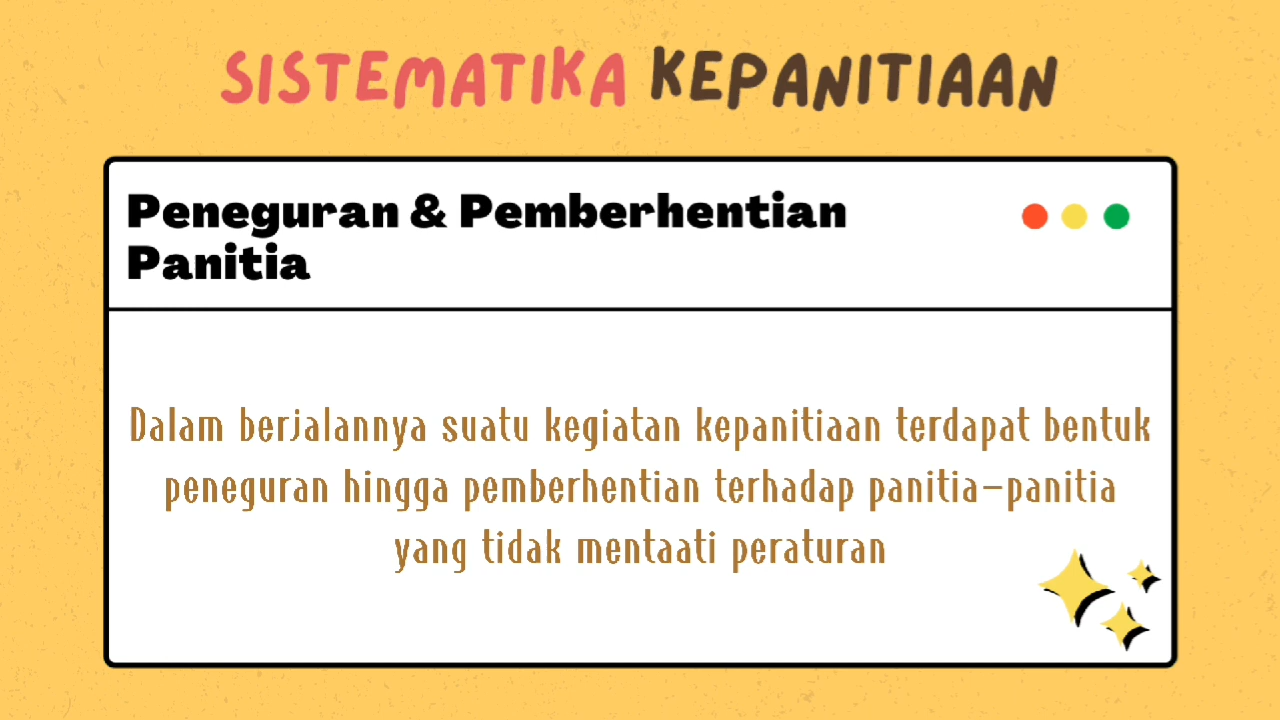 SISTEMATIKA KEPANITIAAN
Peneguran & Pemberhentian
Panitia
Dalam berjalannya suatu kegiatan kepanitiaan terdapat bentuk
peneguran hingga pemberhentian terhadap panitia-panitia
yang tidak mentaati peraturan